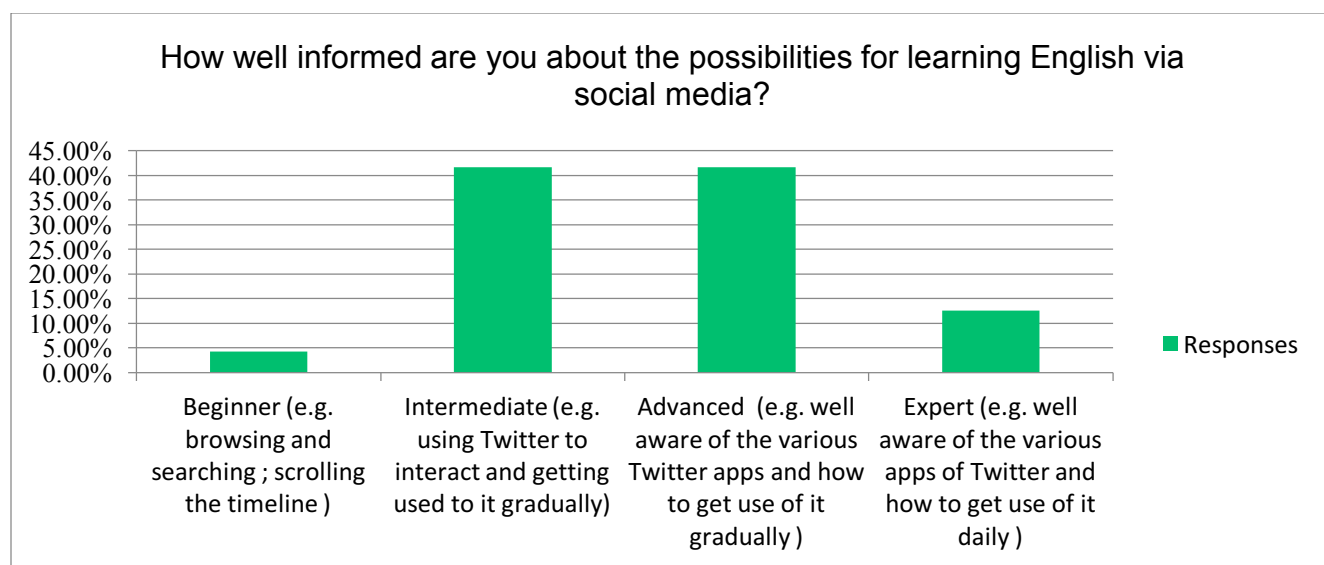 How well informed are you about the possibilities for learning English via
social media?
45.00%
40.00%
35.00%
30.00%
25.00%
20.00%
15.00%
10.00%
5.00%
0.00%
Beginner (e.g.
browsing and
searching ; scrolling
the timeline )
Intermediate (e.g.
using Twitter to
interact and getting
used to it gradually)
Advanced (e.g. well
aware of the various
Twitter apps and how
to get use of it
gradually )
Expert (e.g. well
aware of the various
apps of Twitter and
how to get use of it
daily )
Responses